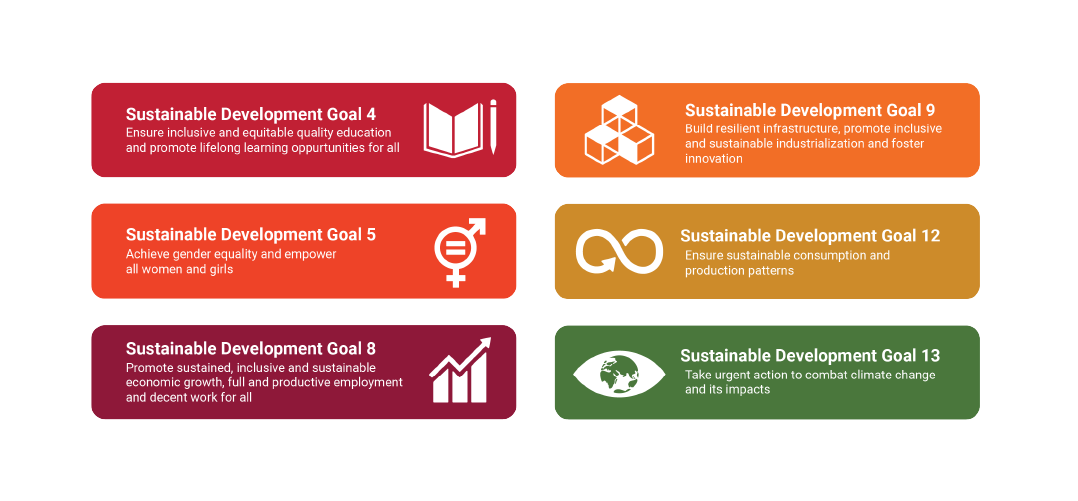 Sustainable Development Goal 4
Ensure inclusive and equitable quality education
and promote lifelong learning oppurtunities for all
Sustainable Development Goal 5
Achieve gender equality and empower
all women and girls
Sustainable Development Goal 8
Promote sustained, inclusive and sustainable
economic growth, full and productive employment
and decent work for all
Sustainable Development Goal 9
Build resilient infrastructure, promote inclusive
and sustainable industrialization and foster
innovation
Sustainable Development Goal 12
Ensure sustainable consumption and
production patterns
Sustainable Development Goal 13
Take urgent action to combat climate change
and its impacts